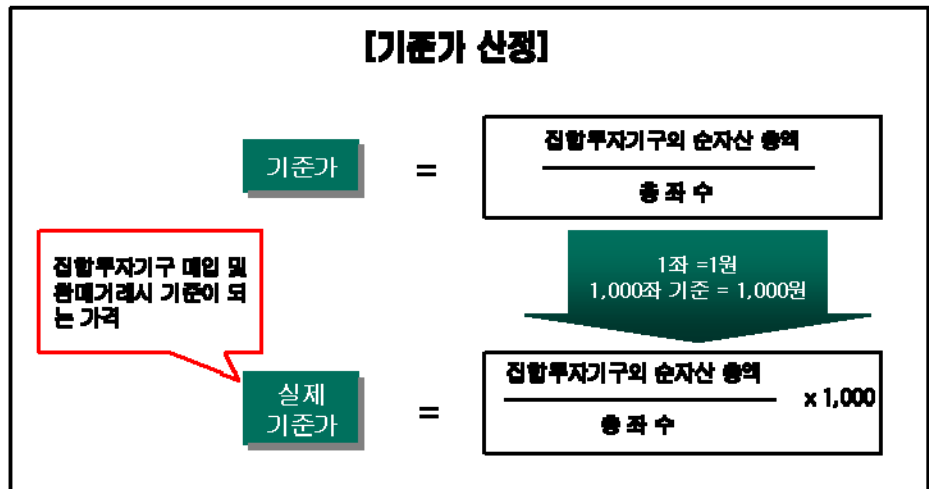 [기준가 산정]
기준가
=
집합투자기구의 순자산 총액
총 좌 수
집합투자기구 매입 및
환매거래시 기준이 되
는 가격
1좌 =1원
1,000좌 기준 = 1,000원
실제
기준가
=
집합투자기구의 순자산 총액
총 좌 수
x 1,000